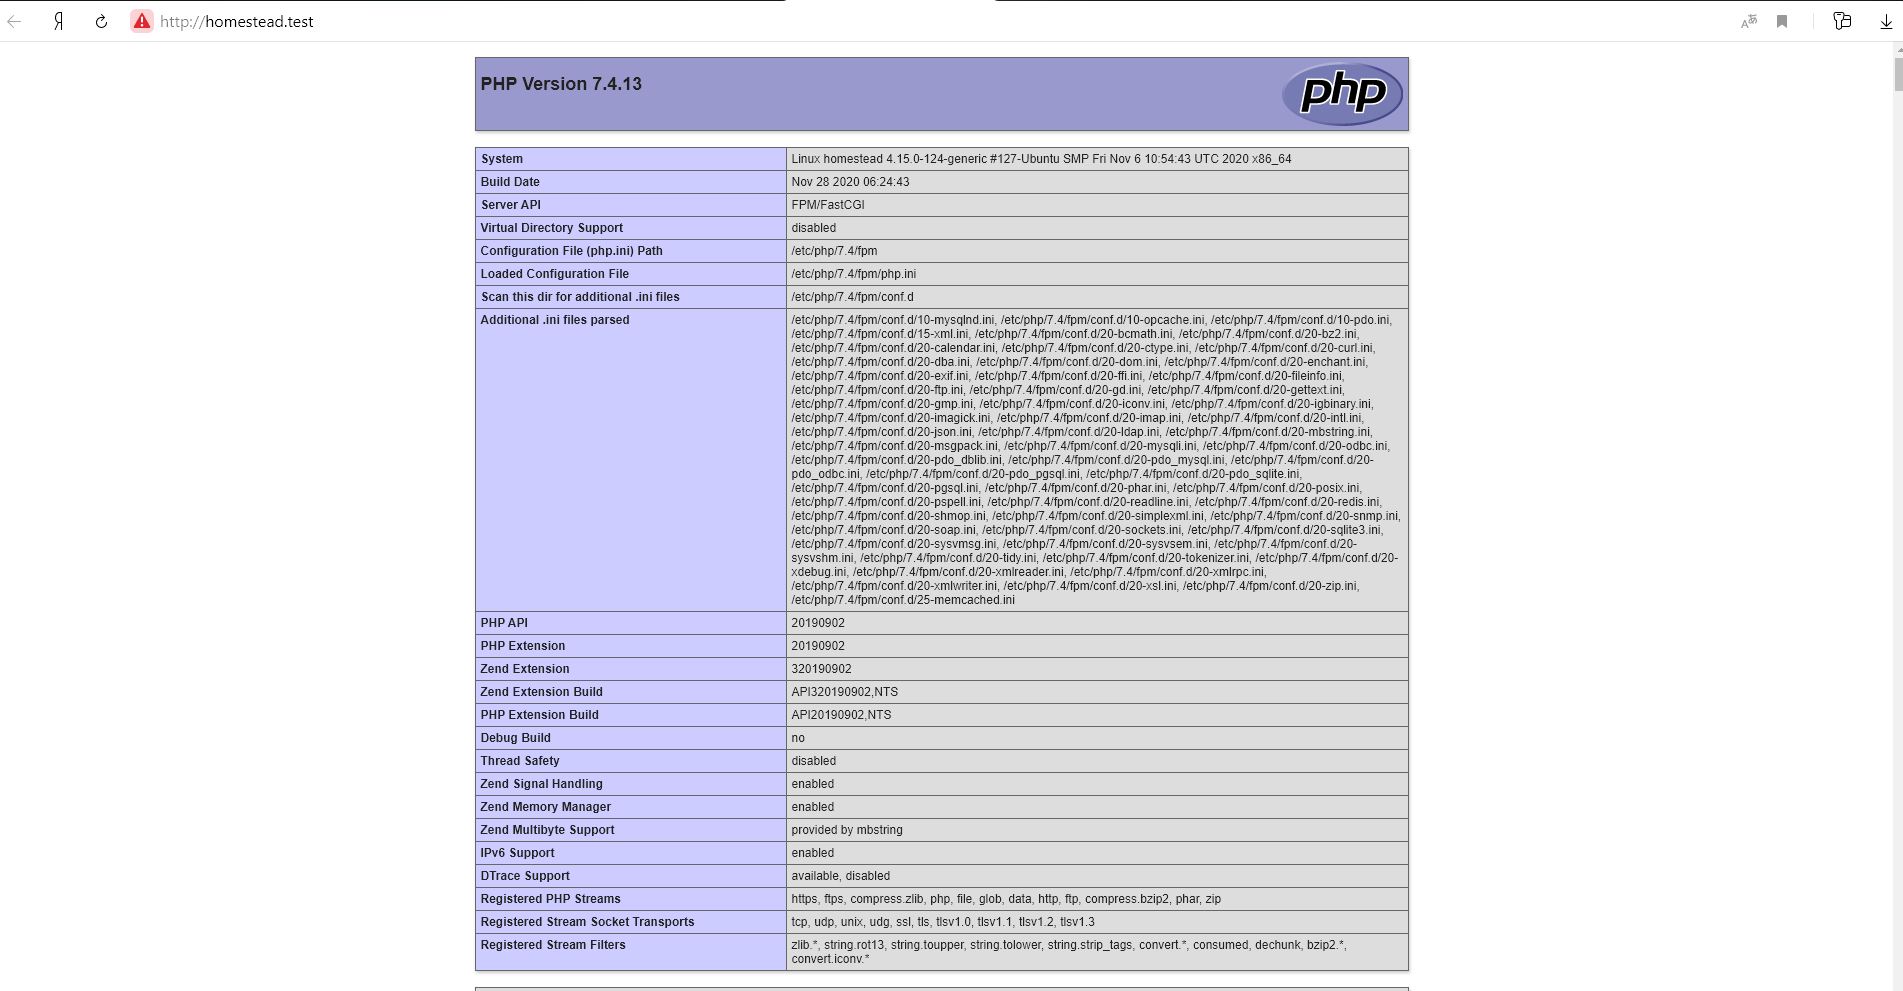 Я http://homestead.test
PHP Version 7.4.13
php
System Linux homestead 4.15.0-124-generic #127-Ubuntu SMP Fri Nov 6 10:54:43 UTC 2020 x86_64
Build Date Nov 28 2020 06:24:43
Server API FPM/FastCGI
Virtual Directory Support disabled
Configuration File (php.ini) Path /etc/php/7.4/fpm
Loaded Configuration File /etc/php/7.4/fpm/php.ini
Scan this dir for additional .ini files /etc/php/7.4/fpm/conf.d
Additional .ini files parsed /etc/php/7.4/fpm/conf.d/10-mysqlnd.ini, /etc/php/7.4/fpm/conf.d/10-opcache.ini, /etc/php/7.4/fpm/conf.d/10-pdo.ini,
/etc/php/7.4/fpm/conf.d/15-xml.ini, /etc/php/7.4/fpm/conf.d/20-bcmath.ini, /etc/php/7.4/fpm/conf.d/20-bz2.ini,
/etc/php/7.4/fpm/conf.d/20-calendar.ini, /etc/php/7.4/fpm/conf.d/20-ctype.ini, /etc/php/7.4/fpm/conf.d/20-curl.ini,
/etc/php/7.4/fpm/conf.d/20-dba.ini, /etc/php/7.4/fpm/conf.d/20-dom.ini, /etc/php/7.4/fpm/conf.d/20-enchant.ini,
/etc/php/7.4/fpm/conf.d/20-exif.ini, /etc/php/7.4/fpm/conf.d/20-ffi.ini, /etc/php/7.4/fpm/conf.d/20-fileinfo.ini,
/etc/php/7.4/fpm/conf.d/20-ftp.ini, /etc/php/7.4/fpm/conf.d/20-gd.ini, /etc/php/7.4/fpm/conf.d/20-gettext.ini,
/etc/php/7.4/fpm/conf.d/20-gmp.ini, /etc/php/7.4/fpm/conf.d/20-iconv.ini, /etc/php/7.4/fpm/conf.d/20-igbinary.ini,
/etc/php/7.4/fpm/conf.d/20-imagick.ini, /etc/php/7.4/fpm/conf.d/20-imap.ini, /etc/php/7.4/fpm/conf.d/20-intl.ini,
/etc/php/7.4/fpm/conf.d/20-json.ini, /etc/php/7.4/fpm/conf.d/20-ldap.ini, /etc/php/7.4/fpm/conf.d/20-mbstring.ini,
/etc/php/7.4/fpm/conf.d/20-msgpack.ini, /etc/php/7.4/fpm/conf.d/20-mysqli.ini, /etc/php/7.4/fpm/conf.d/20-odbc.ini,
/etc/php/7.4/fpm/conf.d/20-pdo_dblib.ini, /etc/php/7.4/fpm/conf.d/20-pdo_mysql.ini, /etc/php/7.4/fpm/conf.d/20-
pdo_odbc.ini, /etc/php/7.4/fpm/conf.d/20-pdo_pgsql.ini, /etc/php/7.4/fpm/conf.d/20-pdo_sqlite.ini,
/etc/php/7.4/fpm/conf.d/20-pgsql.ini, /etc/php/7.4/fpm/conf.d/20-phar.ini, /etc/php/7.4/fpm/conf.d/20-posix.ini,
/etc/php/7.4/fpm/conf.d/20-pspell.ini, /etc/php/7.4/fpm/conf.d/20-readline.ini, /etc/php/7.4/fpm/conf.d/20-redis.ini,
/etc/php/7.4/fpm/conf.d/20-shmop.ini, /etc/php/7.4/fpm/conf.d/20-simplexml.ini, /etc/php/7.4/fpm/conf.d/20-snmp.ini,
/etc/php/7.4/fpm/conf.d/20-soap.ini, /etc/php/7.4/fpm/conf.d/20-sockets.ini, /etc/php/7.4/fpm/conf.d/20-sqlite3.ini,
/etc/php/7.4/fpm/conf.d/20-sysvmsg.ini, /etc/php/7.4/fpm/conf.d/20-sysvsem.ini, /etc/php/7.4/fpm/conf.d/20-
sysvshm.ini, /etc/php/7.4/fpm/conf.d/20-tidy.ini, /etc/php/7.4/fpm/conf.d/20-tokenizer.ini, /etc/php/7.4/fpm/conf.d/20-
xdebug.ini, /etc/php/7.4/fpm/conf.d/20-xmlreader.ini, /etc/php/7.4/fpm/conf.d/20-xmlrpc.ini,
/etc/php/7.4/fpm/conf.d/20-xmlwriter.ini, /etc/php/7.4/fpm/conf.d/20-xsl.ini, /etc/php/7.4/fpm/conf.d/20-zip.ini,
/etc/php/7.4/fpm/conf.d/25-memcached.ini
PHP API 20190902
PHP Extension 20190902
Zend Extension 320190902
Zend Extension Build API320190902,NTS
PHP Extension Build API20190902,NTS
Debug Build no
Thread Safety disabled
Zend Signal Handling enabled
Zend Memory Manager enabled
Zend Multibyte Support provided by mbstring
IPv6 Support enabled
DTrace Support available, disabled
Registered PHP Streams https, ftps, compress.zlib, php, file, glob, data, http, ftp, compress.bzip2, phar, zip
Registered Stream Socket Transports tcp, udp, unix, udg, ssl, tls, tlsv1.0, tlsv1.1, tlsv1.2, tlsv1.3
Registered Stream Filters zlib.*, string.rot13, string.toupper, string.tolower, string.strip_tags, convert.*, consumed, dechunk, bzip2.*,
convert.iconv.*